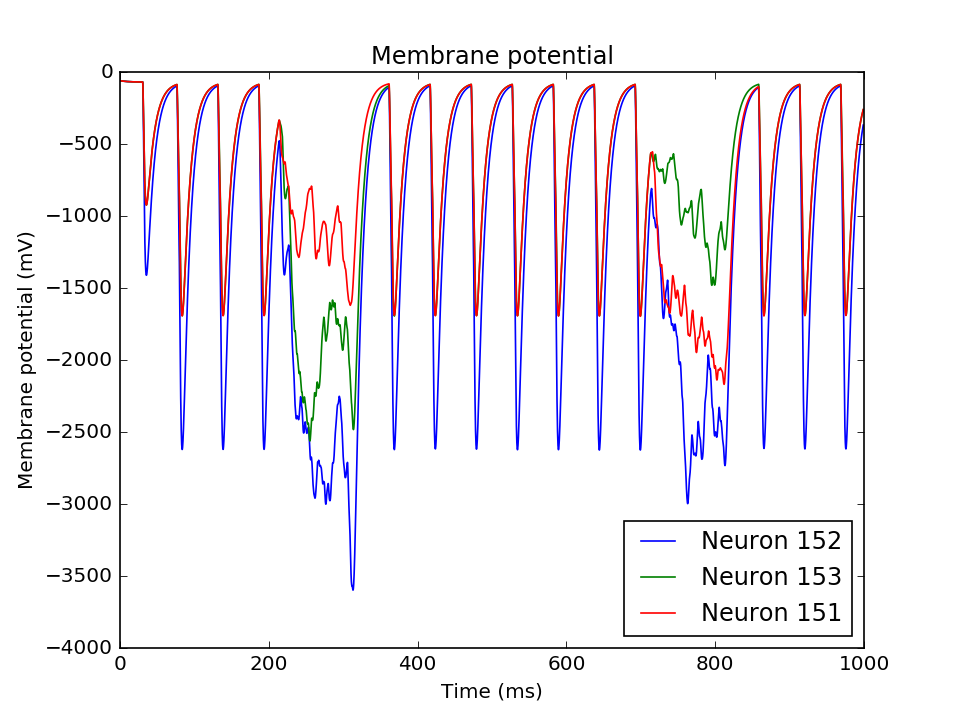 Membrane potential
Membrane potential (mV)
0
−500
−1000
−1500
−2000
−2500
−3000
−3500
−4000
Neuron 152
Neuron 153
Neuron 151
0 200 400 600 800 1000
Time (ms)